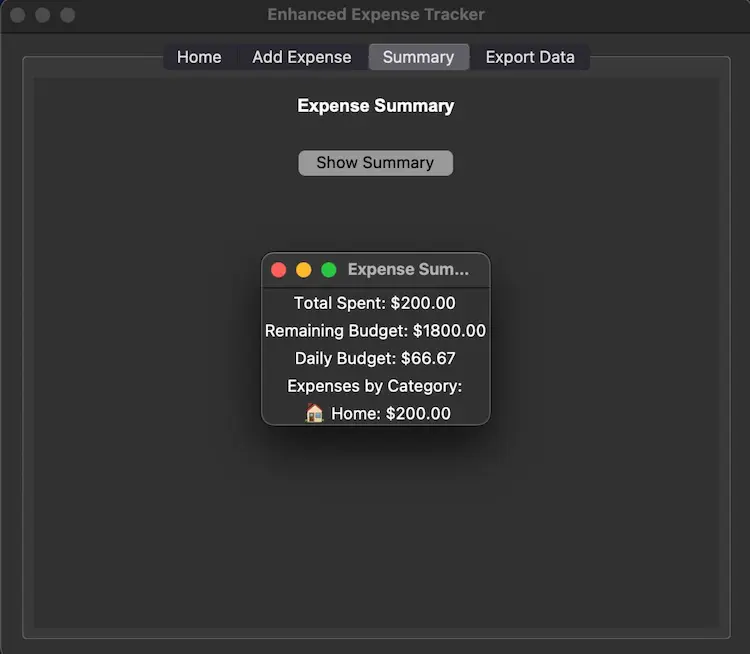 Enhanced Expense Tracker
Home Add Expense Summary Export Data
Expense Summary
Show Summary
Expense Sum...
Total Spent: $200.00
Remaining Budget: $1800.00
Daily Budget: $66.67
Expenses by Category:
🏠 Home: $200.00